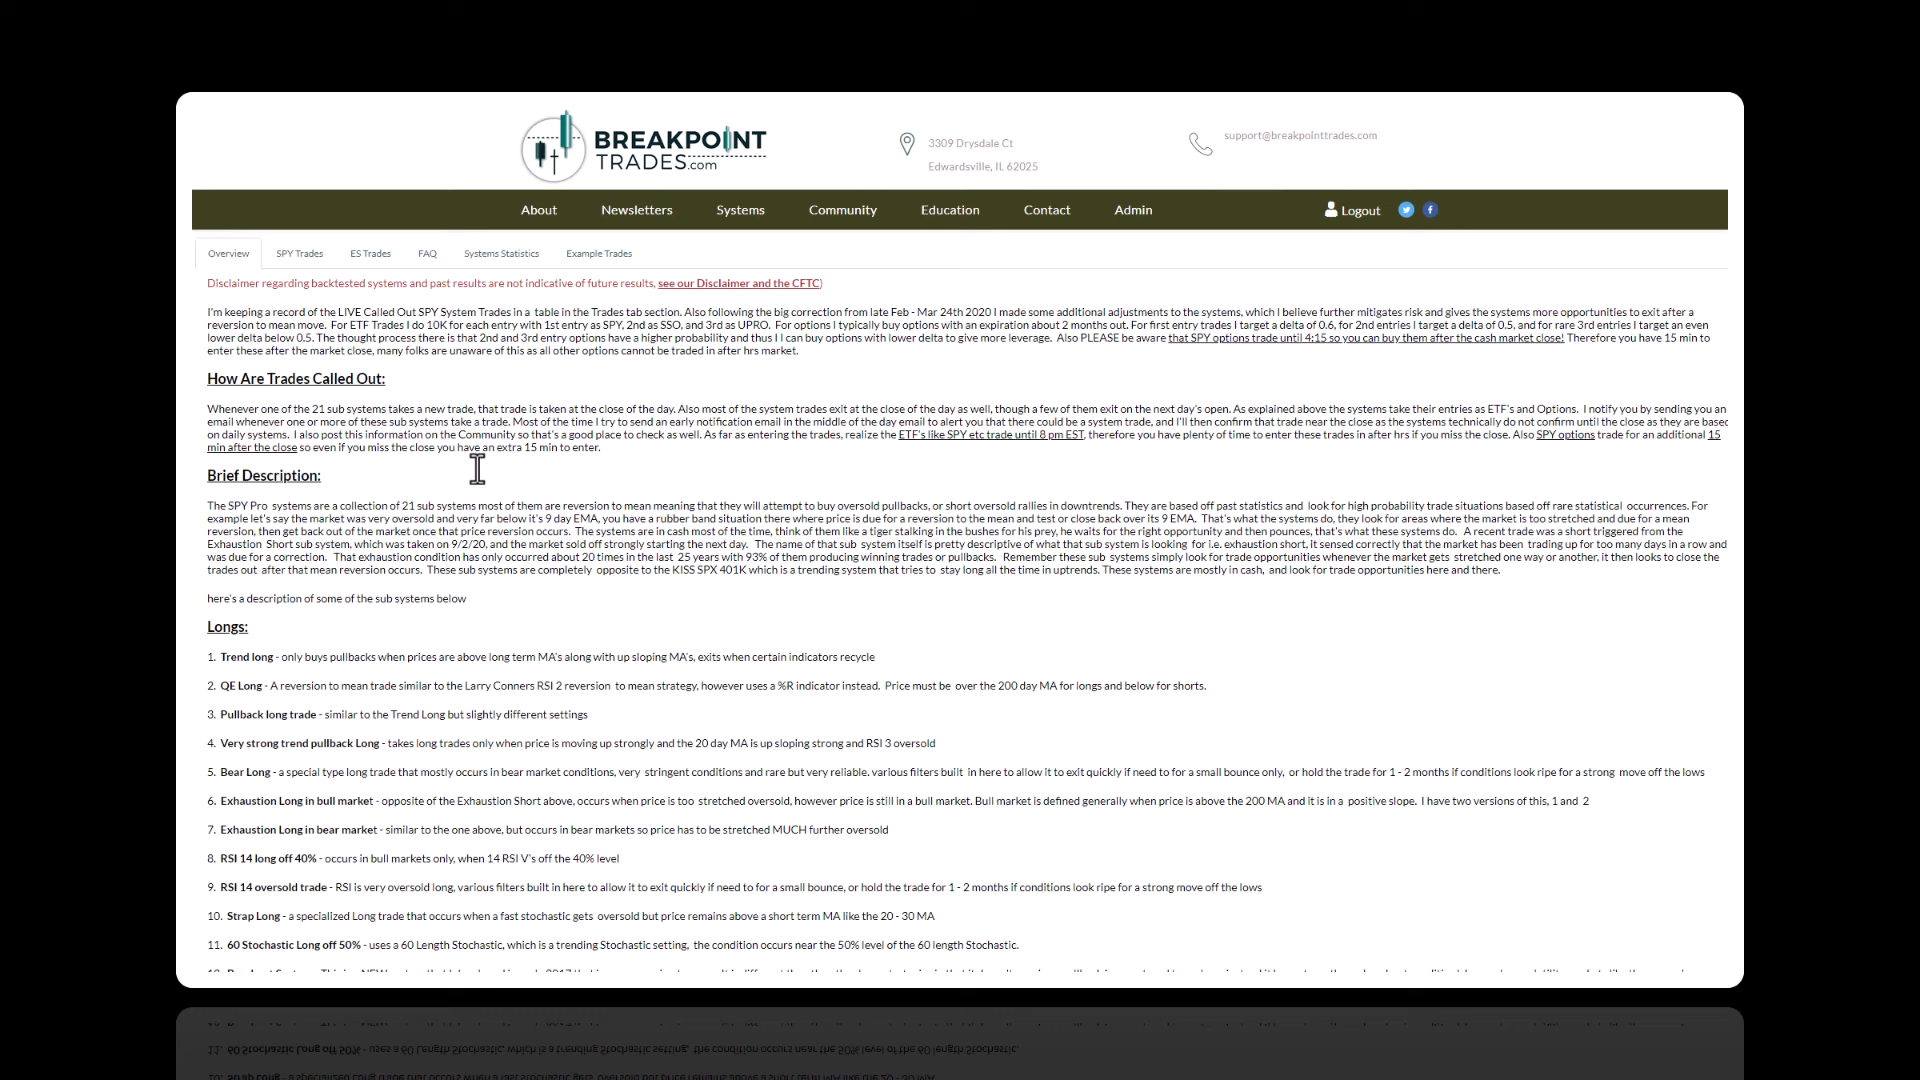 BREAKPOINT
TRADES.com
3309 Drysdale Ct
Edwardsville, IL 62025
support@breakpointtrades.com
About Newsletters Systems Community Education Contact Admin Logout
Overview SPY Trades ES Trades FAQ Systems Statistics Example Trades
Disclaimer regarding backtested systems and past results are not indicative of future results, see our Disclaimer and the CFTC)
I'm keeping a record of the LIVE Called Out SPY System Trades in a table in the Trades tab section. Also following the big correction from late Feb - Mar 24th 2020 I made some additional adjustments to the systems, which I believe further mitigates risk and gives the systems more opportunities to exit after a
reversion to mean move. For ETF Trades I do 10K for each entry with 1st entry as SPY, 2nd as SSO, and 3rd as UPRO. For options I typically buy options with an expiration about 2 months out. For first entry trades I target a delta of 0.6, for 2nd entries I target a delta of 0.5, and for rare 3rd entries I target an even
lower delta below 0.5. The thought process there is that 2nd and 3rd entry options have a higher probability and thus I I can buy options with lower delta to give more leverage. Also PLEASE be aware that SPY options trade until 4:15 so you can buy them after the cash market close! Therefore you have 15 min to
enter these after the market close, many folks are unaware of this as all other options cannot be traded in after hrs market.
How Are Trades Called Out:
Whenever one of the 21 sub systems takes a new trade, that trade is taken at the close of the day. Also most of the system trades exit at the close of the day as well, though a few of them exit on the next day's open. As explained above the systems take their entries as ETF's and Options. I notify you by sending you an
email whenever one or more of these sub systems take a trade. Most of the time I try to send an early notification email in the middle of the day email to alert you that there could be a system trade, and I'll then confirm that trade near the close as the systems technically do not confirm until the close as they are based
on daily systems. I also post this information on the Community so that's a good place to check as well. As far as entering the trades, realize the ETF's like SPY etc trade until 8 pm EST, therefore you have plenty of time to enter these trades in after hrs if you miss the close. Also SPY options trade for an additional 15
min after the close so even if you miss the close you have an extra 15 min to enter.
Brief Description:
The SPY Pro systems are a collection of 21 sub systems most of them are reversion to mean meaning that they will attempt to buy oversold pullbacks, or short oversold rallies in downtrends. They are based off past statistics and look for high probability trade situations based off rare statistical occurrences. For
example let's say the market was very oversold and very far below it's 9 day EMA, you have a rubber band situation there where price is due for a reversion to the mean and test or close back over its 9 EMA. That's what the systems do, they look for areas where the market is too stretched and due for a mean
reversion, then get back out of the market once that price reversion occurs. The systems are in cash most of the time, think of them like a tiger stalking in the bushes for his prey, he waits for the right opportunity and then pounces, that's what these systems do. A recent trade was a short triggered from the
Exhaustion Short sub system, which was taken on 9/2/20, and the market sold off strongly starting the next day. The name of that sub system itself is pretty descriptive of what that sub system is looking for i.e. exhaustion short, it sensed correctly that the market has been trading up for too many days in a row and
was due for a correction. That exhaustion condition has only occurred about 20 times in the last 25 years with 93% of them producing winning trades or pullbacks. Remember these sub systems simply look for trade opportunities whenever the market gets stretched one way or another, it then looks to close the
trades out after that mean reversion occurs. These sub systems are completely opposite to the KISS SPX 401K which is a trending system that tries to stay long all the time in uptrends. These systems are mostly in cash, and look for trade opportunities here and there.
here's a description of some of the sub systems below
Longs:
1. Trend long - only buys pullbacks when prices are above long term MA's along with up sloping MA's, exits when certain indicators recycle
2. QE Long - A reversion to mean trade similar to the Larry Conners RSI 2 reversion to mean strategy, however uses a %R indicator instead. Price must be over the 200 day MA for longs and below for shorts.
3. Pullback long trade - similar to the Trend Long but slightly different settings
4. Very strong trend pullback Long - takes long trades only when price is moving up strongly and the 20 day MA is up sloping strong and RSI 3 oversold
5. Bear Long - a special type long trade that mostly occurs in bear market conditions, very stringent conditions and rare but very reliable. various filters built in here to allow it to exit quickly if need to for a small bounce only, or hold the trade for 1 - 2 months if conditions look ripe for a strong move off the lows
6. Exhaustion Long in bull market - opposite of the Exhaustion Short above, occurs when price is too stretched oversold, however price is still in a bull market. Bull market is defined generally when price is above the 200 MA and it is in a positive slope. I have two versions of this, 1 and 2
7. Exhaustion Long in bear market - similar to the one above, but occurs in bear markets so price has to be stretched MUCH further oversold
8. RSI 14 long off 40% - occurs in bull markets only, when 14 RSI V's off the 40% level
9. RSI 14 oversold trade - RSI is very oversold long, various filters built in here to allow it to exit quickly if need to for a small bounce, or hold the trade for 1 - 2 months if conditions look ripe for a strong move off the lows
10. Strap Long - a specialized Long trade that occurs when a fast stochastic gets oversold but price remains above a short term MA like the 20 - 30 MA
11. 60 Stochastic Long off 50% - uses a 60 Length Stochastic, which is a trending Stochastic setting, the condition occurs near the 50% level of the 60 length Stochastic.